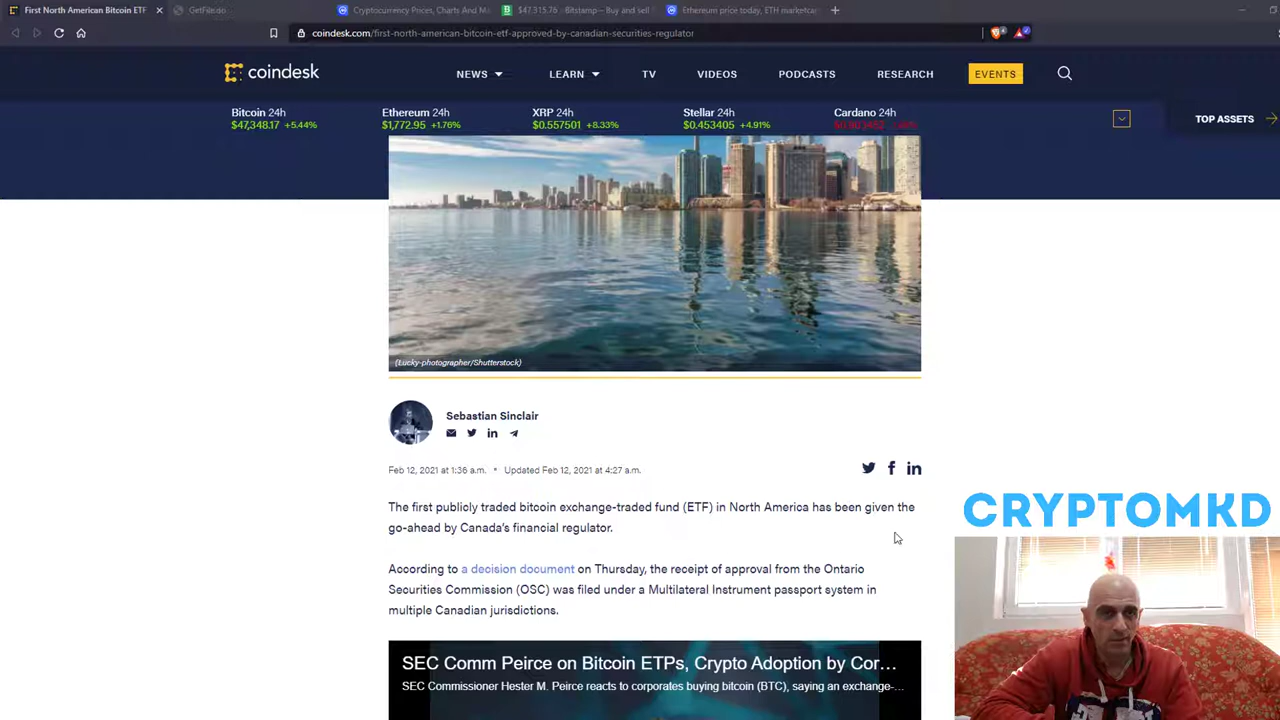 First North American Bitcoin ETF
GetFile.do
Cryptocurrency Prices, Charts And Ma
$47,315.76 - Bitstamp – Buy and sell
Ethereum price today, ETH marketcap
coindesk.com/first-north-american-bitcoin-etf-approved-by-canadian-securities-regulator
coindesk
NEWS
LEARN
TV
VIDEOS
PODCASTS
RESEARCH
EVENTS
Bitcoin 24h
$47,348.17 +5.44%
Ethereum 24h
$1,772.95 +1.76%
XRP 24h
$0.557501 +8.33%
Stellar 24h
$0.453405 +4.91%
Cardano 24h
TOP ASSETS
(Lucky-photographer/Shutterstock)
Sebastian Sinclair
Feb 12, 2021 at 1:36 a.m. • Updated Feb 12, 2021 at 4:27 a.m.
The first publicly traded bitcoin exchange-traded fund (ETF) in North America has been given the
go-ahead by Canada’s financial regulator.
According to a decision document on Thursday, the receipt of approval from the Ontario
Securities Commission (OSC) was filed under a Multilateral Instrument passport system in
multiple Canadian jurisdictions.
SEC Comm Peirce on Bitcoin ETPs, Crypto Adoption by Cor...
SEC Commissioner Hester M. Peirce reacts to corporates buying bitcoin (BTC), saying an exchange-...
CRYPTOMKD